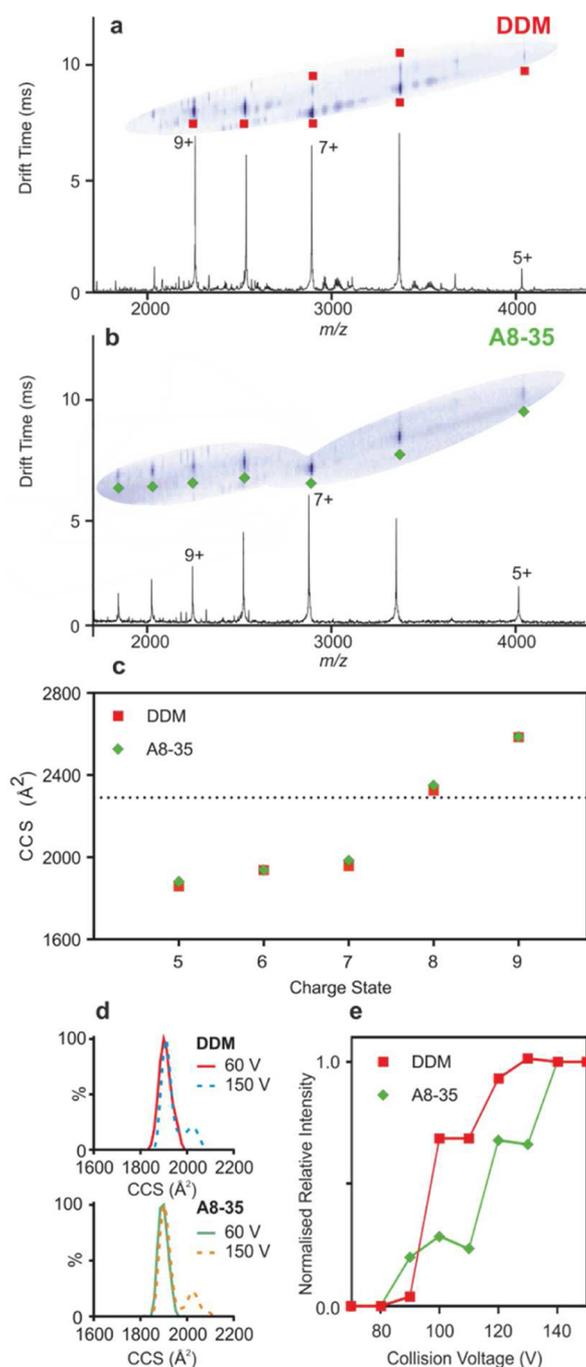 a
DDM
Drift Time (ms)
10
5
0
9+
7+
5+
2000
3000
4000
m/z
b
A8-35
Drift Time (ms)
10
5
0
9+
7+
5+
2000
3000
4000
m/z
c
DDM
A8-35
CCS (Å²)
2800
2400
2000
1600
5
6
7
8
9
Charge State
d
DDM
60 V
150 V
%
100
0
1600
1800
2000
2200
CCS (Å²)
A8-35
60 V
150 V
%
100
0
1600
1800
2000
2200
CCS (Å²)
e
DDM
A8-35
Normalised Relative Intensity
1.0
0.0
80
100
120
140
Collision Voltage (V)